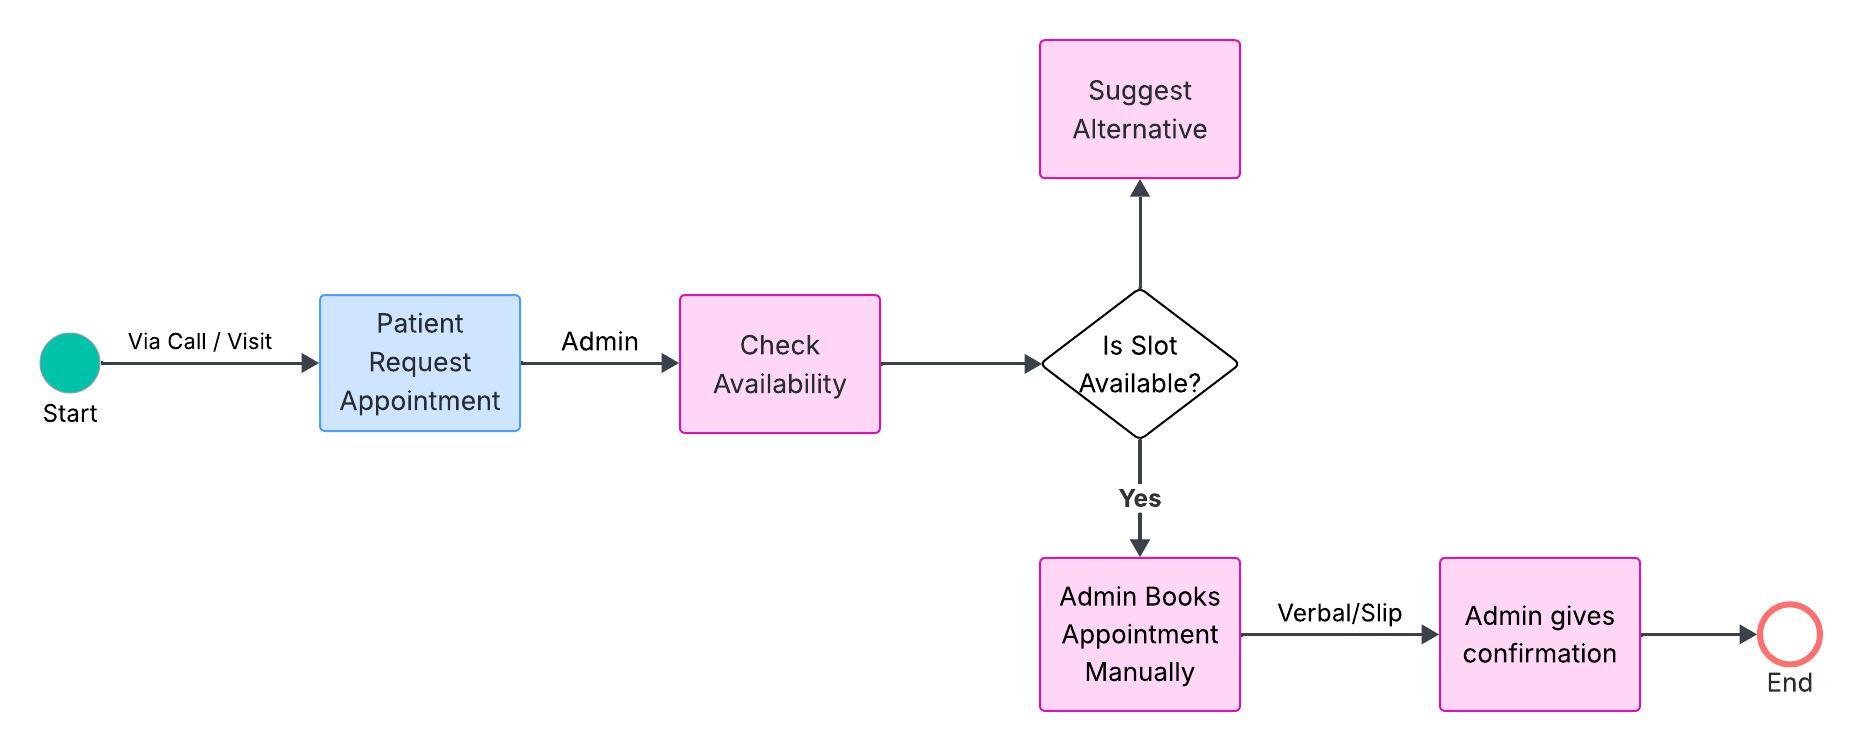 Suggest
Alternative
Via Call / Visit
Patient
Request
Appointment
Admin
Check
Availability
Is Slot
Available?
Start
Yes
Admin Books
Appointment
Manually
Verbal/Slip
Admin gives
confirmation
End